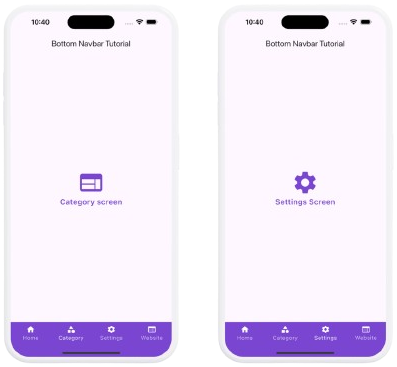 10:40
Bottom Navbar Tutorial
Category screen
Home Category Settings Website
10:40
Bottom Navbar Tutorial
Settings Screen
Home Category Settings Website